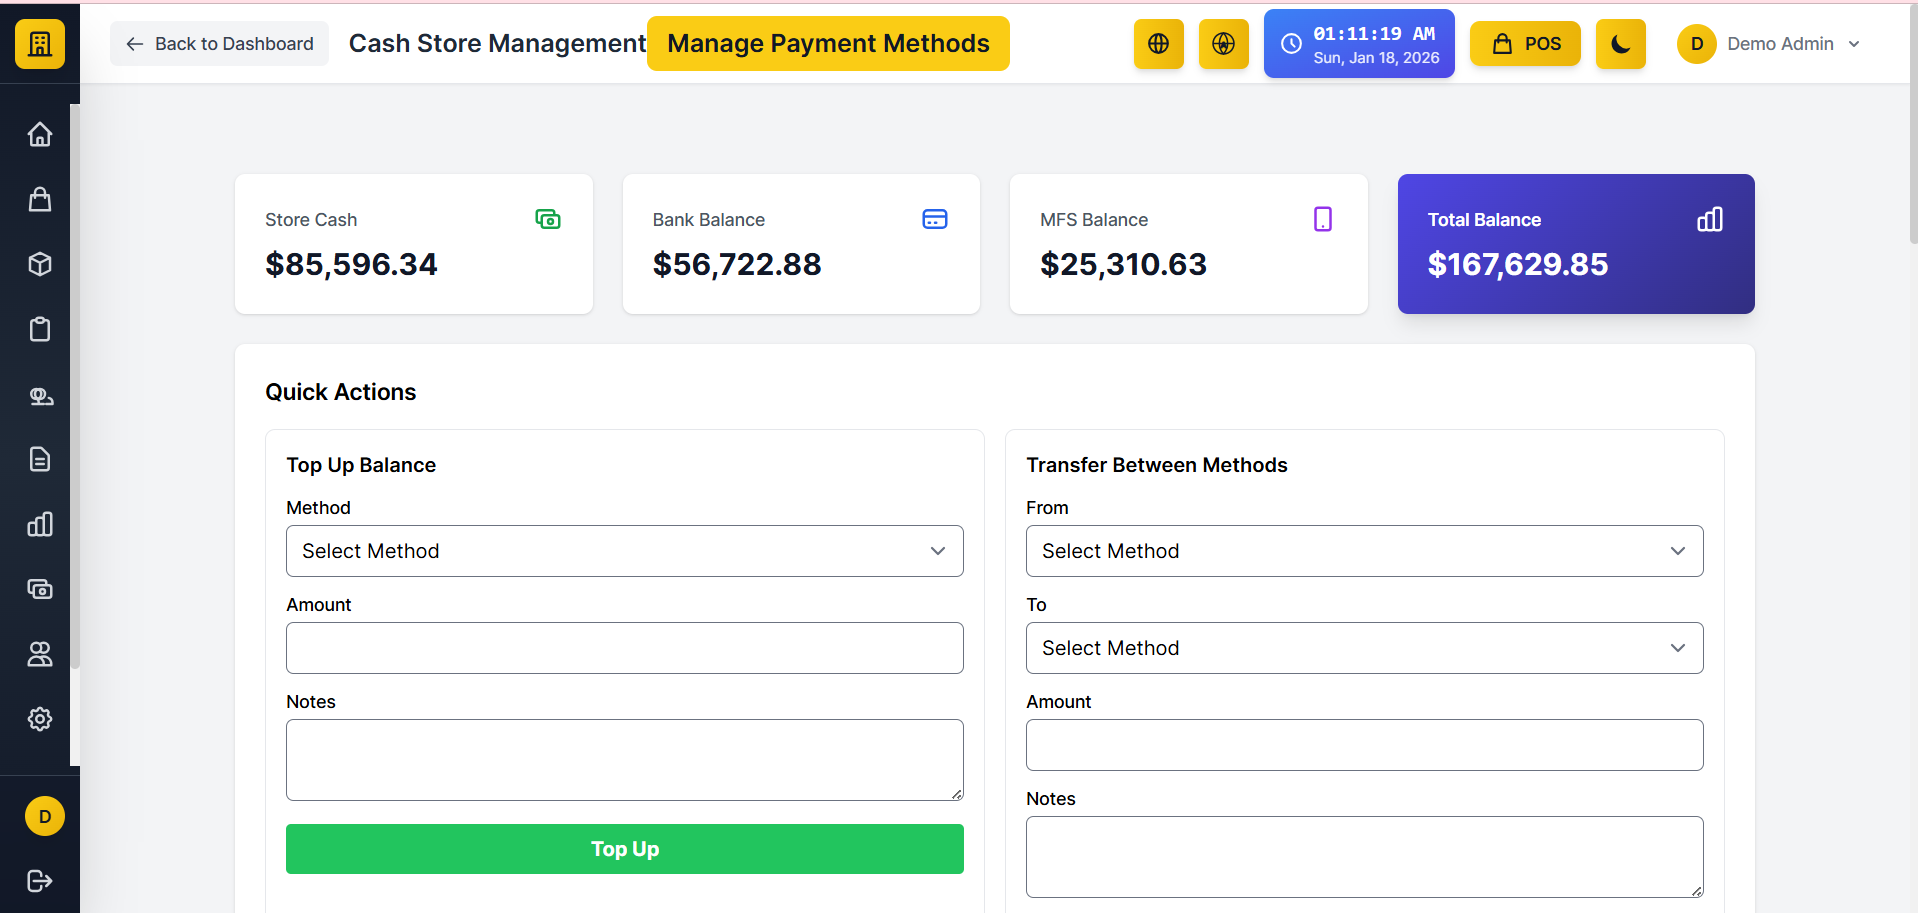 Back to Dashboard
Cash Store Management
Manage Payment Methods
01:11:19 AM
Sun, Jan 18, 2026
POS
D
Demo Admin
Store Cash
$85,596.34
Bank Balance
$56,722.88
MFS Balance
$25,310.63
Total Balance
$167,629.85
Quick Actions
Top Up Balance
Method
Select Method
Amount
Notes
Top Up
Transfer Between Methods
From
Select Method
To
Select Method
Amount
Notes
D